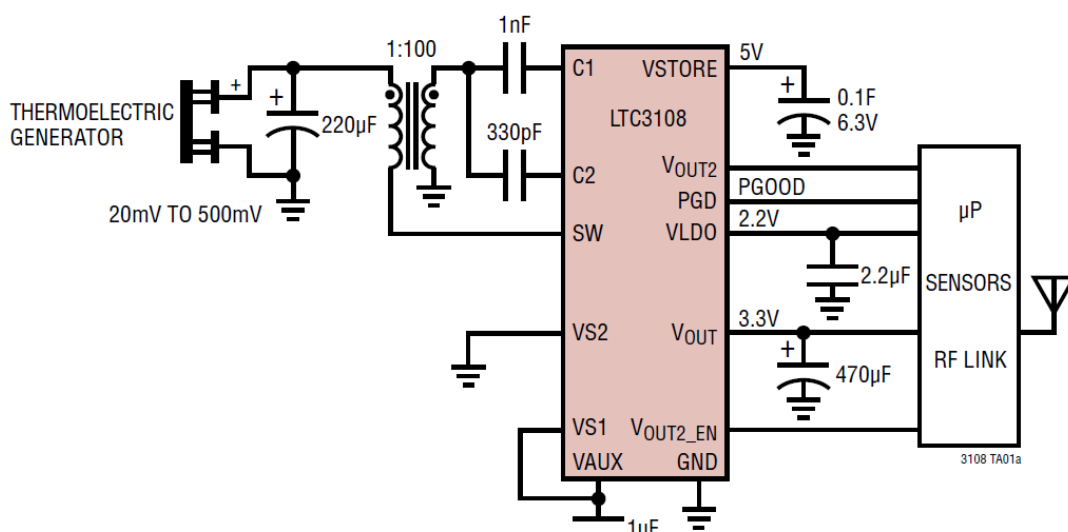 1nF
1:100
+
THERMOELECTRIC
GENERATOR
+
220µF
330pF
20mV TO 500mV
C1
C2
SW
VS2
VS1
VAUX
LTC3108
VSTORE
VOUT2
PGD
VLDO
VOUT
VOUT2_EN
GND
5V
+
0.1F
6.3V
PGOOD
2.2V
2.2µF
3.3V
+
470µF
µP
SENSORS
RF LINK
3108 TA01a
1µF